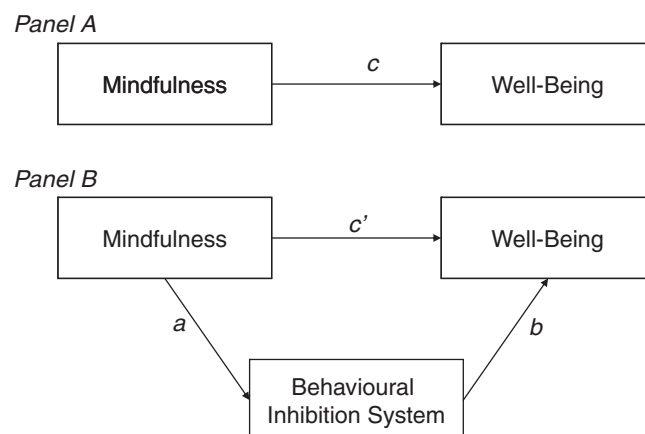 Panel A
Mindfulness
c
Well-Being
Panel B
Mindfulness
c'
Well-Being
a
b
Behavioural
Inhibition System